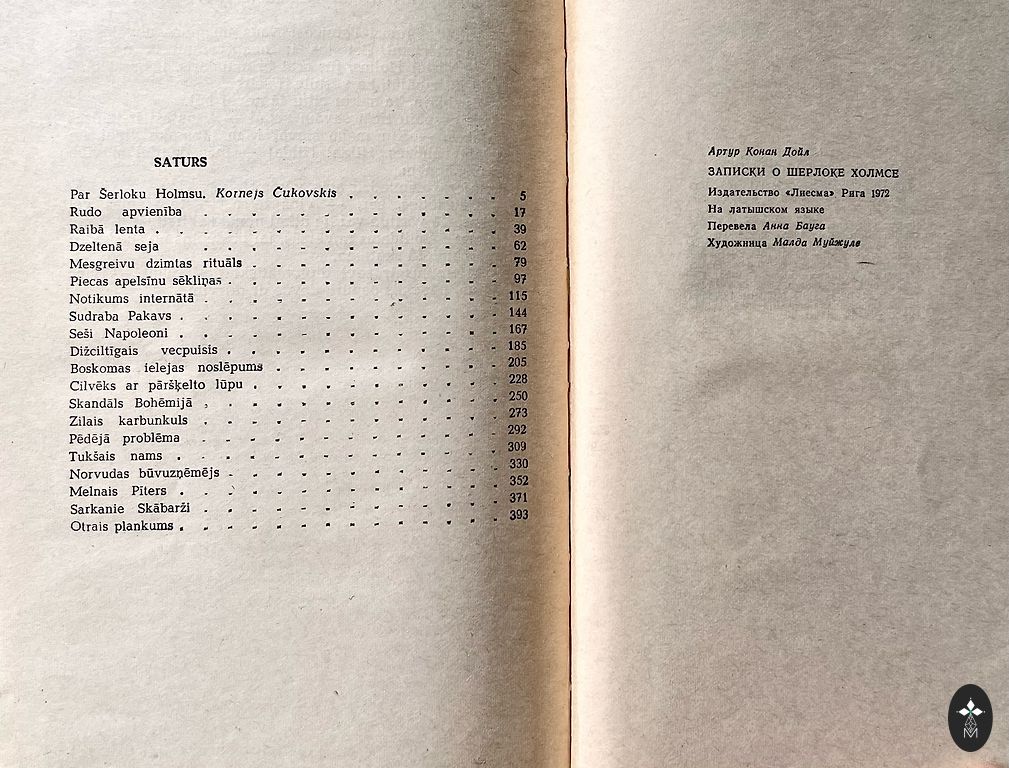 SATURS
Par Šerloku Holmsu. Kornejs Čukovskis . . . . . . . 5
Rudo apvienība . . . . . . . . . . . . . 17
Raibā lenta . . . . . . . . . . . . . . . 39
Dzeltenā seja . . . . . . . . . . . . . 62
Mesgreivu dzimtas rituāls . . . . . . . . . . . 79
Piecas apelsīnu sēkliņas . . . . . . . . . . . . 97
Notikums internātā . . . . . . . . . . . . . 115
Sudraba Pakavs . . . . . . . . . . . . . . 144
Seši Napoleoni . . . . . . . . . . . . . . 167
Dižciltīgais vecpuisis . . . . . . . . . . . . 185
Boskomas ielejas noslēpums . . . . . . . . . . 205
Cilvēks ar pāršķelto lūpu . . . . . . . . . . . 228
Skandāls Bohēmijā . . . . . . . . . . . . . 250
Zilais karbunkuls . . . . . . . . . . . . . 273
Pēdējā problēma . . . . . . . . . . . . . 292
Tukšais nams . . . . . . . . . . . . . . 309
Norvudas būvuzņēmējs . . . . . . . . . . . . 330
Melnais Pīters . . . . . . . . . . . . . . 352
Sarkanie Skābarži . . . . . . . . . . . . . 371
Otrais plankums . . . . . . . . . . . . . . 393
Артур Конан Дойл
ЗАПИСКИ О ШЕРЛОКЕ ХОЛМСЕ
Издательство «Лиесма» Рига 1972
На латышском языке
Перевела Анна Бауга
Художница Малда Муйжуле